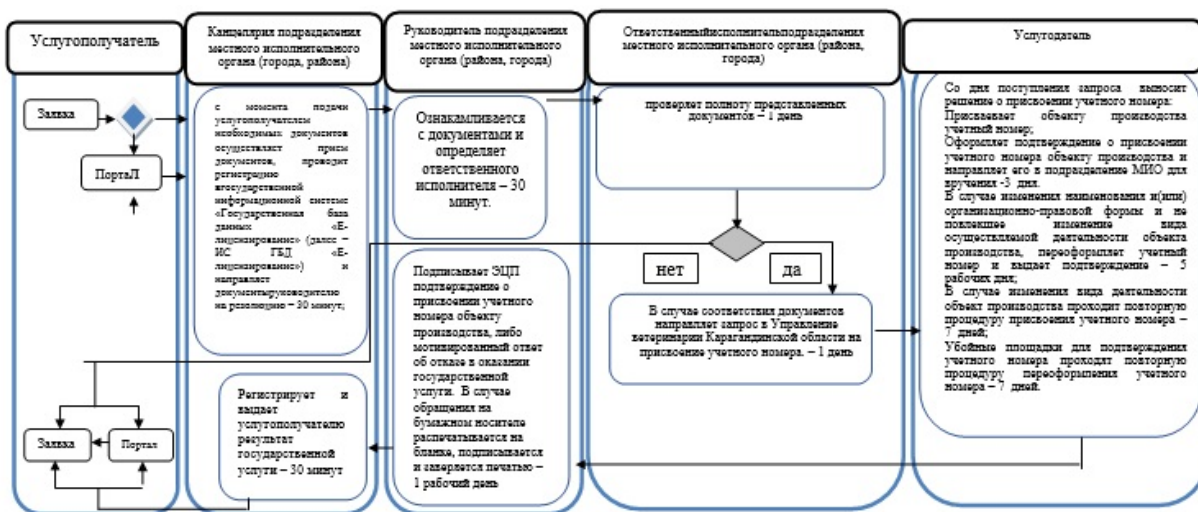 Услугополучатель
Канцелярия подразделения
местного исполнительного
органа (города, района)
Руководитель подразделения
местного исполнительного
органа (района, города)
Ответственныйисполнительподразделения
местного исполнительного органа (района,
города)
Услугодатель
Заявка
ПортаЛ
с момента подачи
услугополучателем
необходимых документов
осуществляет прием
документов, проводит
регистрацию
вгосударственной
информационной системе
«Государственная база
данных «Е-
лицензирование» (далее –
ИС ГБД «Е-
лицензирование») и
направляет
документыруководителю
на резолюцию – 30 минут;
Ознакамливается
с документами и
определяет
ответственного
исполнителя – 30
минут.
проверяет полноту представленных
документов – 1 день
нет
да
В случае соответствия документов
направляет запрос в Управление
ветеринарии Карагандинской области на
присвоение учетного номера. – 1 день
Со дня поступления запроса выносит
решение о присвоении учетного номера:
Присваевает объекту производства
учетный номер;
Оформляет подтверждение о присвоении
учетного номера объекту производства и
направляет его в подразделение МИО для
вручения -3 дня.
В случае изменения наименования и(или)
организационно-правовой формы и не
повлекшее изменение вида
осуществляемой деятельности объекта
производства, переоформляет учетный
номер и выдает подтверждение – 5
рабочих дня;
В случае изменения вида деятельности
объект производства проходит повторную
процедуру присвоения учетного номера –
7 дней;
Убойные площадки для подтверждения
учетного номера проходят повторную
процедуру переоформления учетного
номера – 7 дней.
Подписывает ЭЦП
подтверждение о
присвоении учетного
номера объекту
производства, либо
мотивированный ответ
об отказе в оказании
государственной
услуги. В случае
обращения на
бумажном носителе
распечатывается на
бланке, подписывается
и заверяется печатью –
1 рабочий день
Регистрирует и
выдает
услугополучателю
результат
государственной
услуги – 30 минут
Заявка
Портал